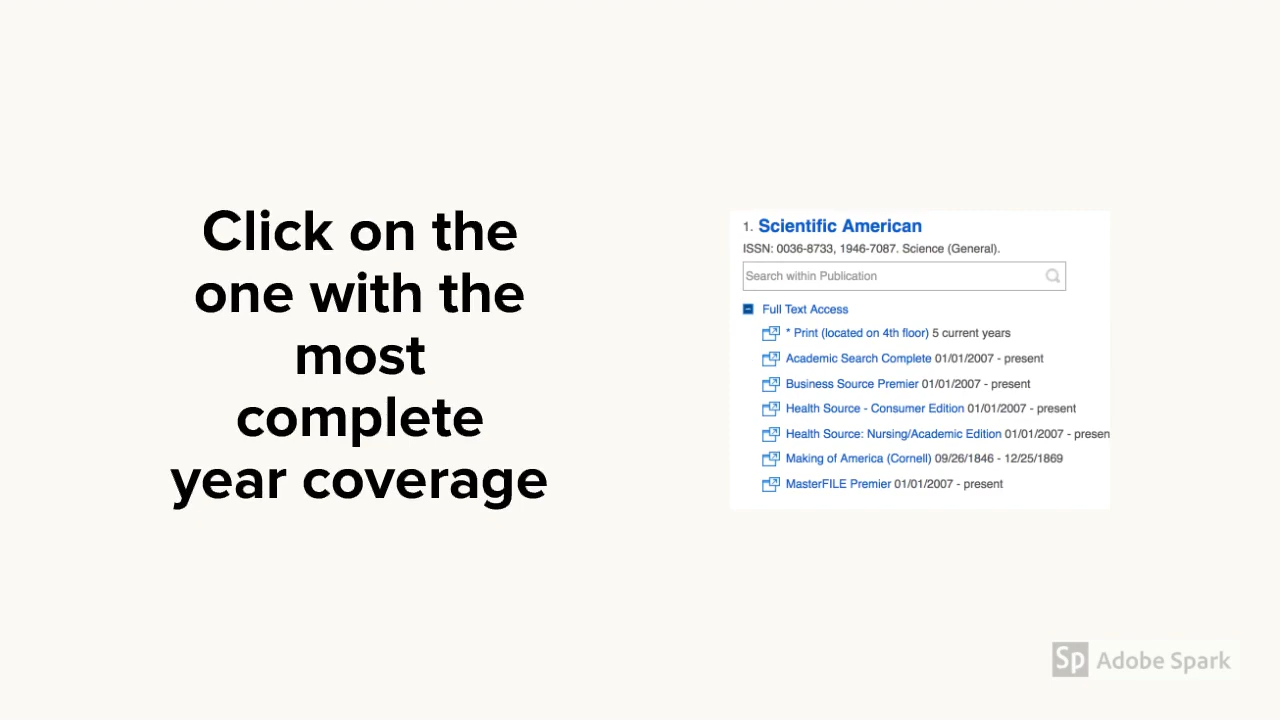 Click on the
one with the
most
complete
year coverage
1. Scientific American
ISSN: 0036-8733, 1946-7087. Science (General).
Search within Publication
Full Text Access
* Print (located on 4th floor) 5 current years
Academic Search Complete 01/01/2007 - present
Business Source Premier 01/01/2007 - present
Health Source - Consumer Edition 01/01/2007 - present
Health Source: Nursing/Academic Edition 01/01/2007 - presen
Making of America (Cornell) 09/26/1846 - 12/25/1869
MasterFILE Premier 01/01/2007 - present
Sp Adobe Spark